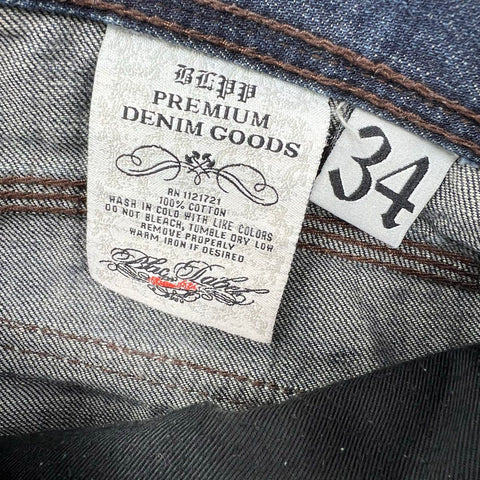 BLPP
PREMIUM
DENIM GOODS
RN 1121721
100% COTTON
WASH IN COLD WITH LIKE COLORS
DO NOT BLEACH, TUMBLE DRY LOW
REMOVE PROPERLY
WARM IRON IF DESIRED
Black
34